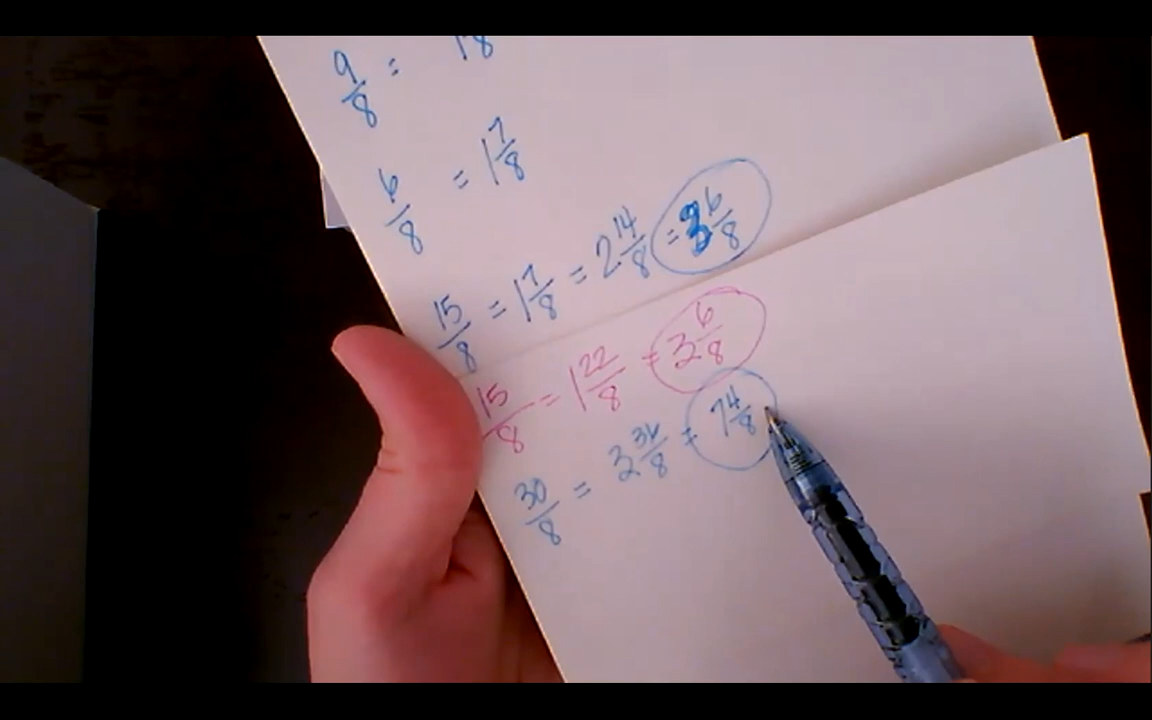 9/8 = 1 1/8
6/8 = 1 7/8
15/8 = 1 7/8 = 2 14/8 = 3 6/8
15/8 = 1 22/8 = 3 6/8
30/8 = 3 36/8 = 7 4/8